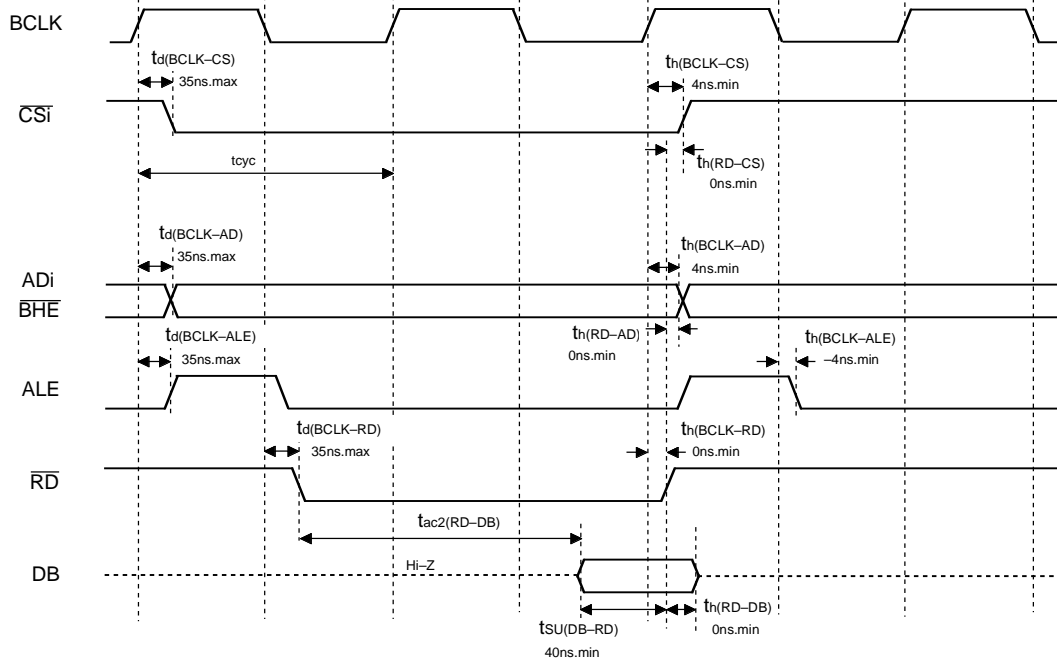 BCLK
td(BCLK–CS)
35ns.max
th(BCLK–CS)
4ns.min
CSi
tcyc
th(RD–CS)
0ns.min
td(BCLK–AD)
35ns.max
th(BCLK–AD)
4ns.min
ADi
BHE
td(BCLK–ALE)
35ns.max
th(RD–AD)
0ns.min
th(BCLK–ALE)
–4ns.min
ALE
td(BCLK–RD)
35ns.max
th(BCLK–RD)
0ns.min
RD
tac2(RD–DB)
DB
Hi–Z
tSU(DB–RD)
40ns.min
th(RD–DB)
0ns.min